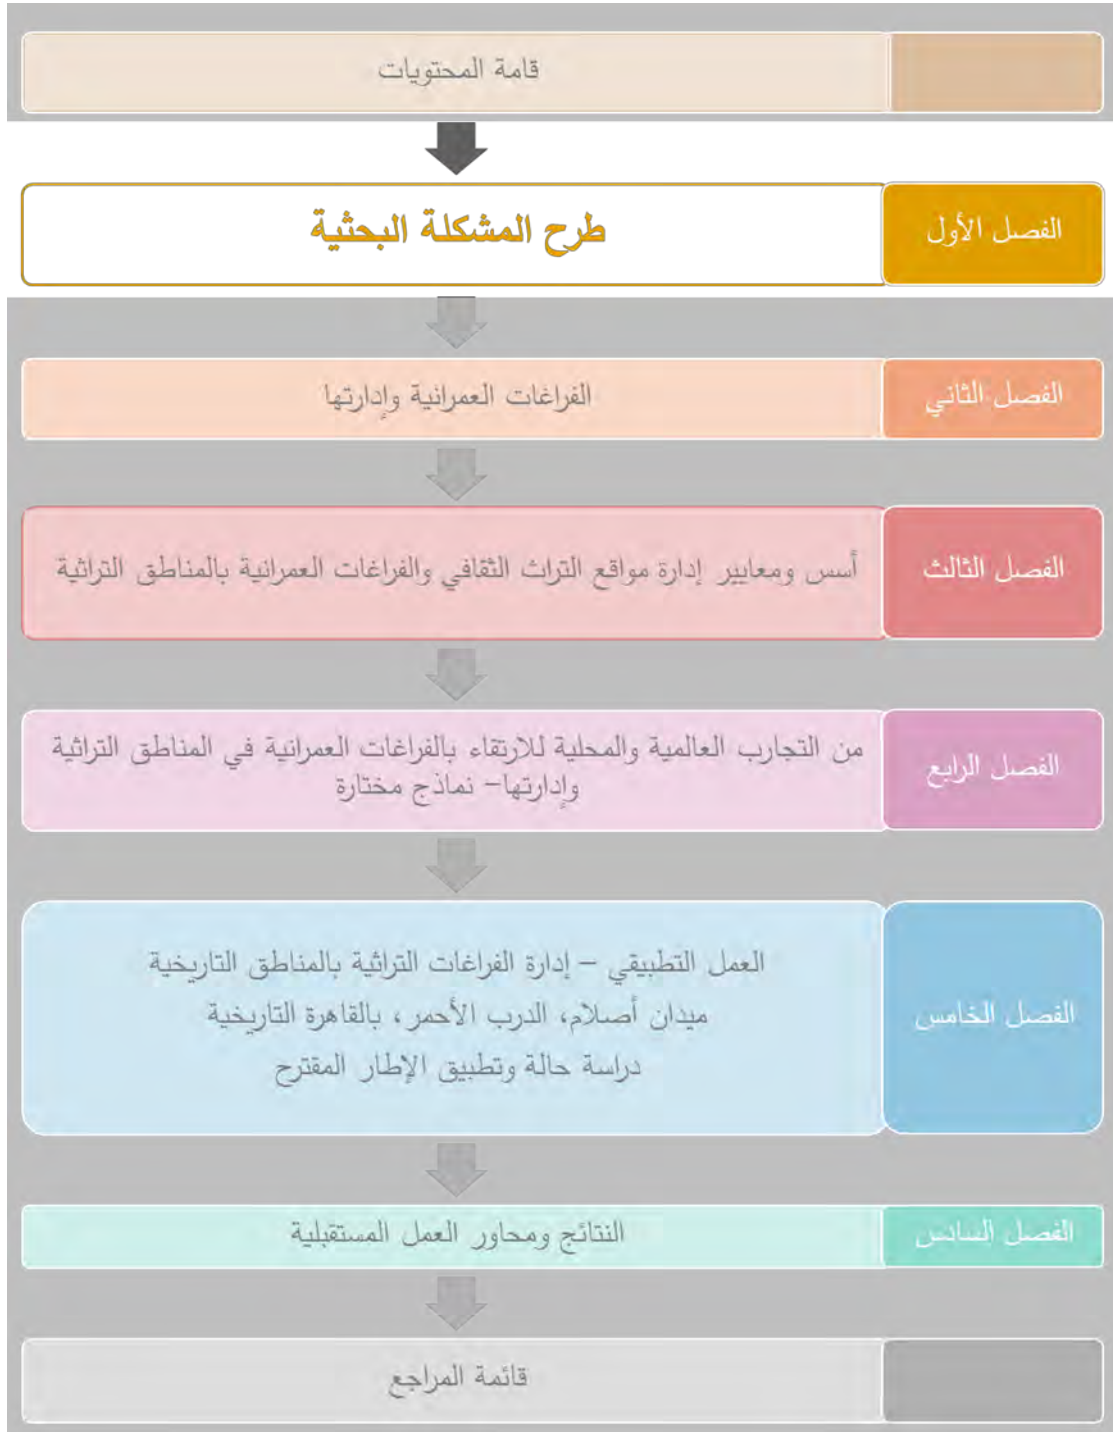 قامة المحتويات
الفصل الأول
طرح المشكلة البحثية
الفصل الثاني
الفراغات العمرانية وإدارتها
الفصل الثالث
أسس ومعايير إدارة مواقع التراث الثقافي والفراغات العمرانية بالمناطق التراثية
الفصل الرابع
من التجارب العالمية والمحلية للارتقاء بالفراغات العمرانية في المناطق التراثية
وإدارتها– نماذج مختارة
الفصل الخامس
العمل التطبيقي – إدارة الفراغات التراثية بالمناطق التاريخية
ميدان أصلام، الدرب الأحمر، بالقاهرة التاريخية
دراسة حالة وتطبيق الإطار المقترح
الفصل السادس
النتائج ومحاور العمل المستقبلية
قائمة المراجع